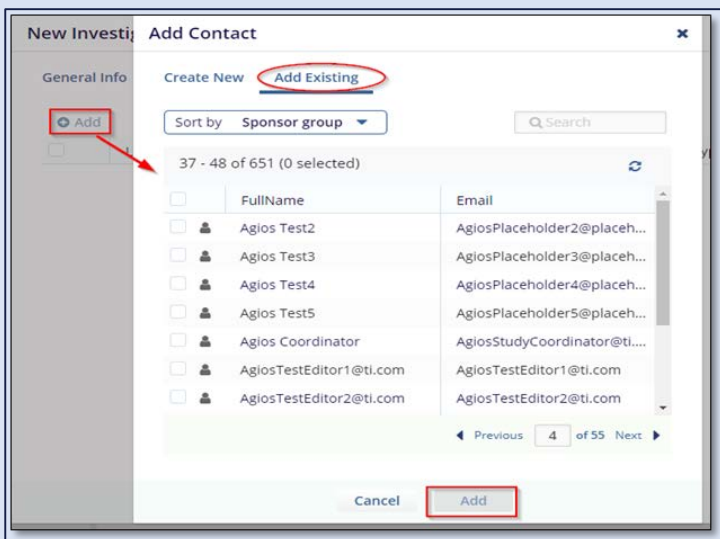 New Investi
Add Contact
General Info
Create New
Add Existing
Add
Sort by Sponsor group
Search
37 - 48 of 651 (0 selected)
FullName
Email
Agios Test2
AgiosPlaceholder2@placeh...
Agios Test3
AgiosPlaceholder3@placeh...
Agios Test4
AgiosPlaceholder4@placeh...
Agios Test5
AgiosPlaceholder5@placeh...
Agios Coordinator
AgiosStudyCoordinator@ti....
AgiosTestEditor1@ti.com
AgiosTestEditor1@ti.com
AgiosTestEditor2@ti.com
AgiosTestEditor2@ti.com
Previous 4 of 55 Next
Cancel
Add